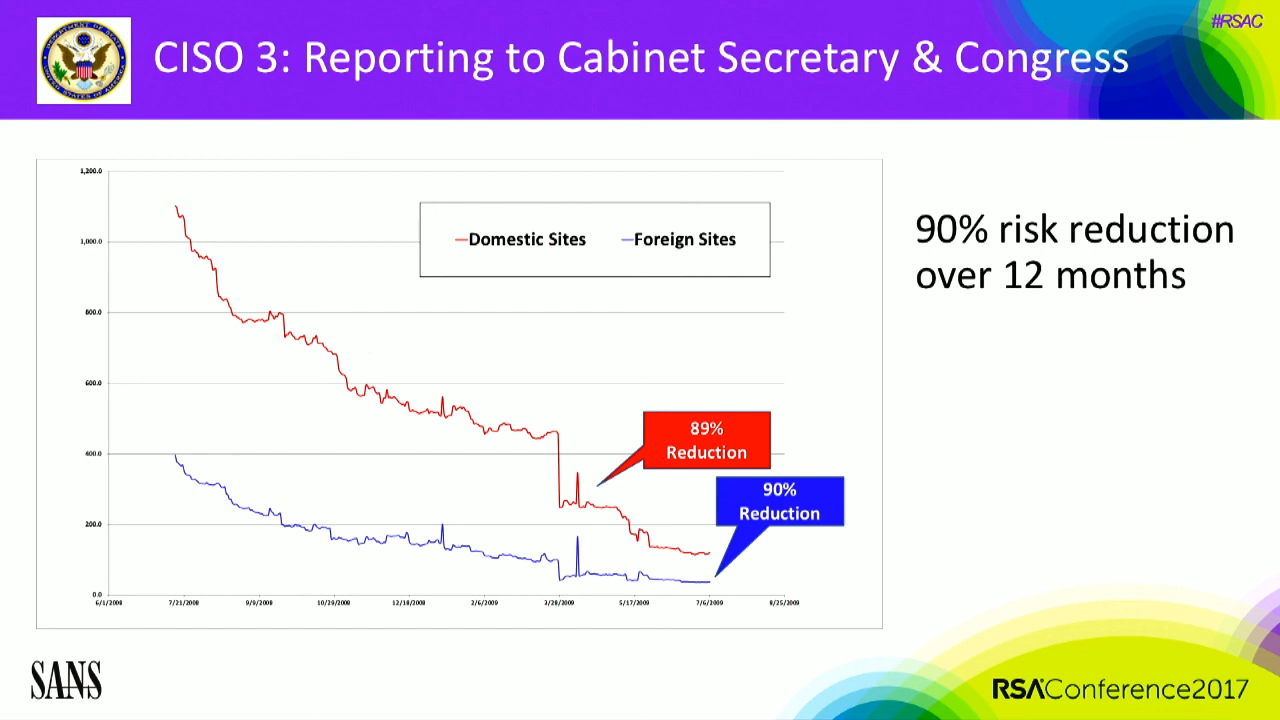 #RSAC
CISO 3: Reporting to Cabinet Secretary & Congress
1,200.0
1,000.0
800.0
600.0
400.0
200.0
0.0
Domestic Sites
Foreign Sites
89%
Reduction
90%
Reduction
6/1/2008
7/21/2008
9/9/2008
10/29/2008
12/18/2008
2/6/2009
3/28/2009
5/17/2009
7/6/2009
8/25/2009
90% risk reduction
over 12 months
SANS
RSAConference2017